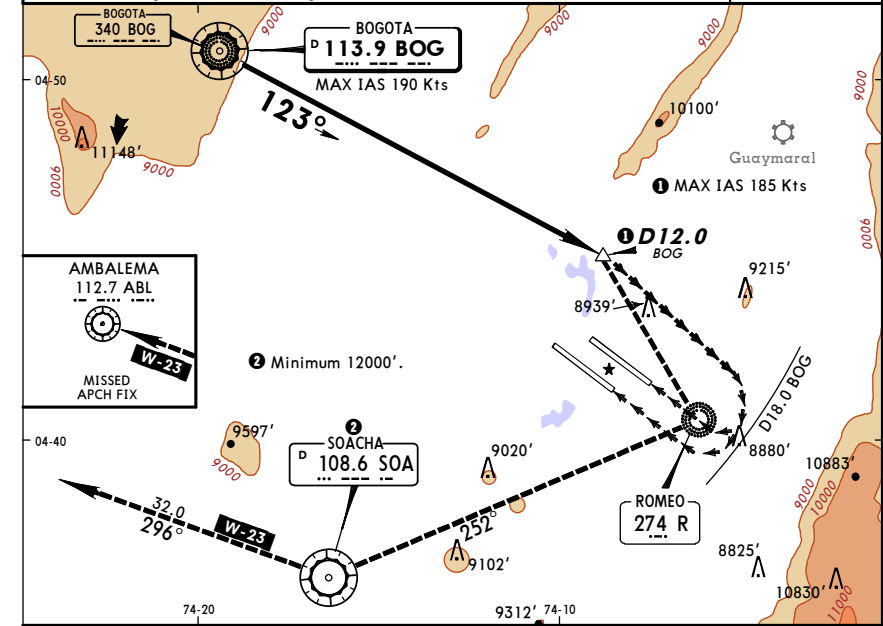 BOGOTA
340 BOG
BOGOTA
D 113.9 BOG
MAX IAS 190 Kts
9000
9000
9000
9000
04-50
123°
10000
11148'
9000
9000
10100'
Guaymaral
❶ MAX IAS 185 Kts
9000
❶ D12.0
BOG
AMBALEMA
112.7 ABL
W-23
MISSED
APCH FIX
9215'
8939'
❷ Minimum 12000'.
D18.0 BOG
04-40
9597'
9000
❷
SOACHA
D 108.6 SOA
9020'
8880'
10883'
9000
10000
32.0
296°
W-23
252°
ROMEO
274 R
9102'
8825'
10830'
11000
74-20
9312'
74-10